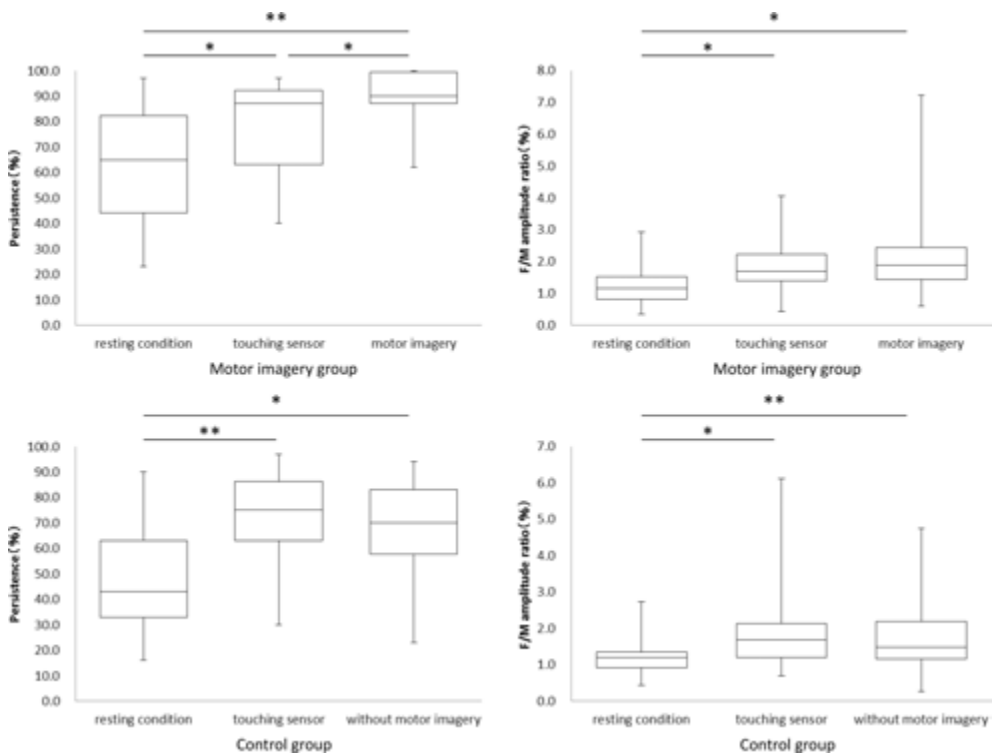 **
*
*
100.0
90.0
80.0
70.0
60.0
50.0
40.0
30.0
20.0
10.0
0.0
Persistence(%)
resting condition
touching sensor
motor imagery
Motor imagery group
*
*
8.0
7.0
6.0
5.0
4.0
3.0
2.0
1.0
0.0
F/M amplitude ratio(%)
resting condition
touching sensor
motor imagery
Motor imagery group
*
**
100.0
90.0
80.0
70.0
60.0
50.0
40.0
30.0
20.0
10.0
0.0
Persistence(%)
resting condition
touching sensor
without motor imagery
Control group
**
*
7.0
6.0
5.0
4.0
3.0
2.0
1.0
0.0
F/M amplitude ratio(%)
resting condition
touching sensor
without motor imagery
Control group